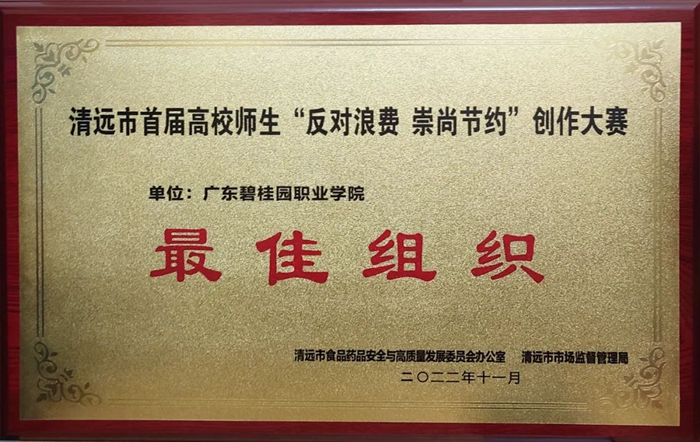 清远市首届高校师生“反对浪费 崇尚节约”创作大赛
单位：广东碧桂园职业学院
最佳组织
清远市食品药品安全与高质量发展委员会办公室 清远市市场监督管理局
二〇二二年十一月